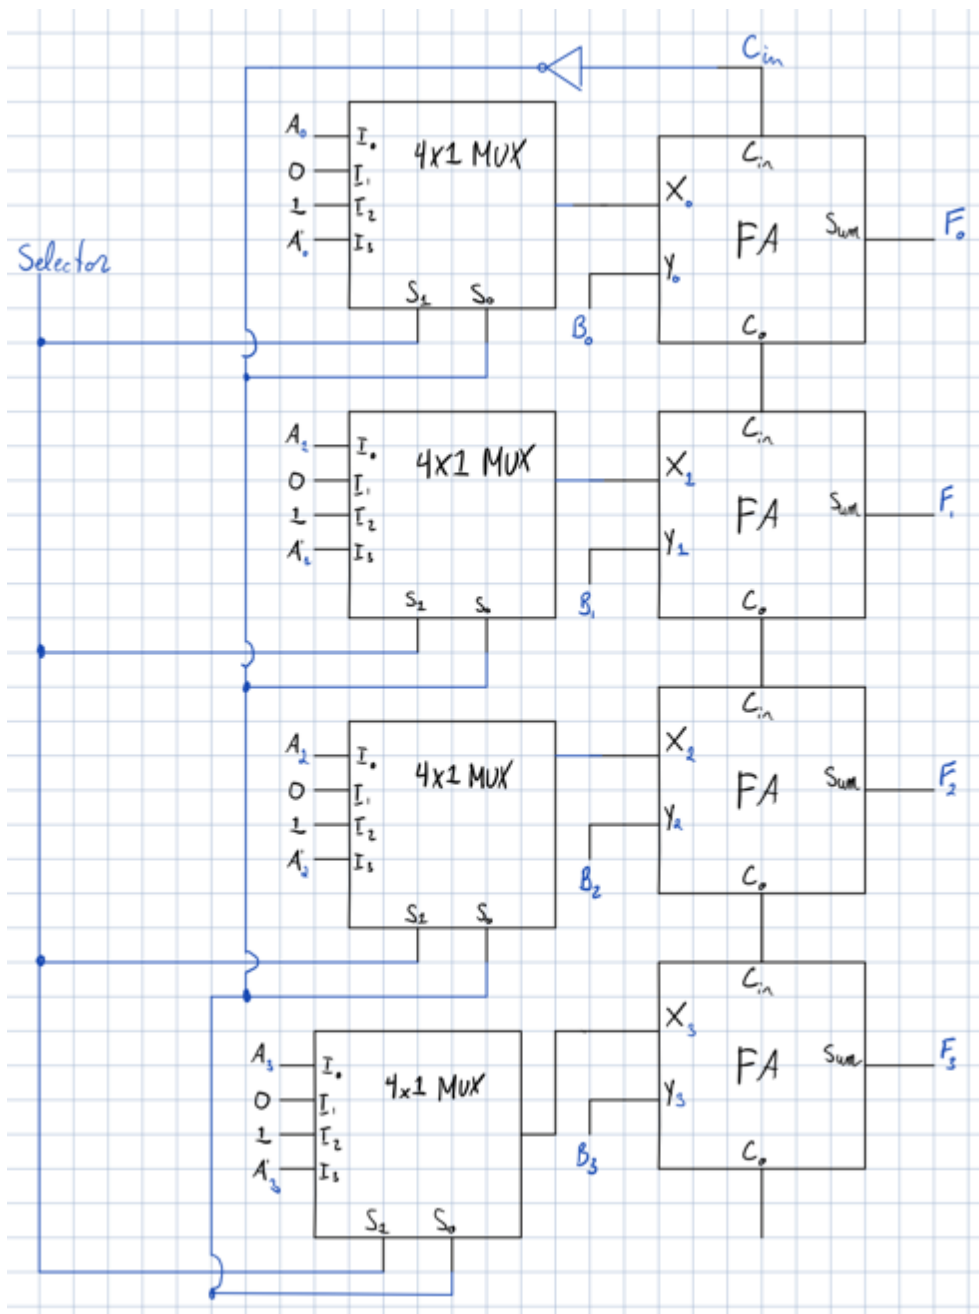 Cin
A₀ I₀ 4x1 MUX Cin
0 I₁ X₀
1 I₂ FA Sum F₀
A₀' I₃
Selector Y₀
S₁ S₀ B₀ C₀
A₁ I₀ 4x1 MUX Cin
0 I₁ X₁
1 I₂ FA Sum F₁
A₁' I₃ Y₁
S₁ S₀ B₁ C₀
A₂ I₀ 4x1 MUX Cin
0 I₁ X₂
1 I₂ FA Sum F₂
A₂' I₃ Y₂
S₁ S₀ B₂ C₀
Cin
A₃ I₀ 4x1 MUX X₃
0 I₁ FA Sum F₃
1 I₂ Y₃
A₃' I₃ B₃ C₀
S₁ S₀